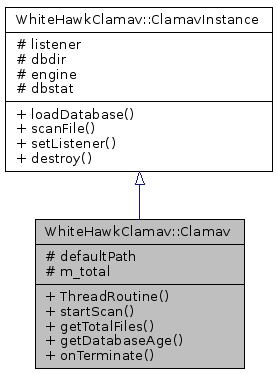 WhiteHawkClamav::ClamavInstance
# listener
# dbdir
# engine
# dbstat
+ loadDatabase()
+ scanFile()
+ setListener()
+ destroy()
WhiteHawkClamav::Clamav
# defaultPath
# m_total
+ ThreadRoutine()
+ startScan()
+ getTotalFiles()
+ getDatabaseAge()
+ onTerminate()